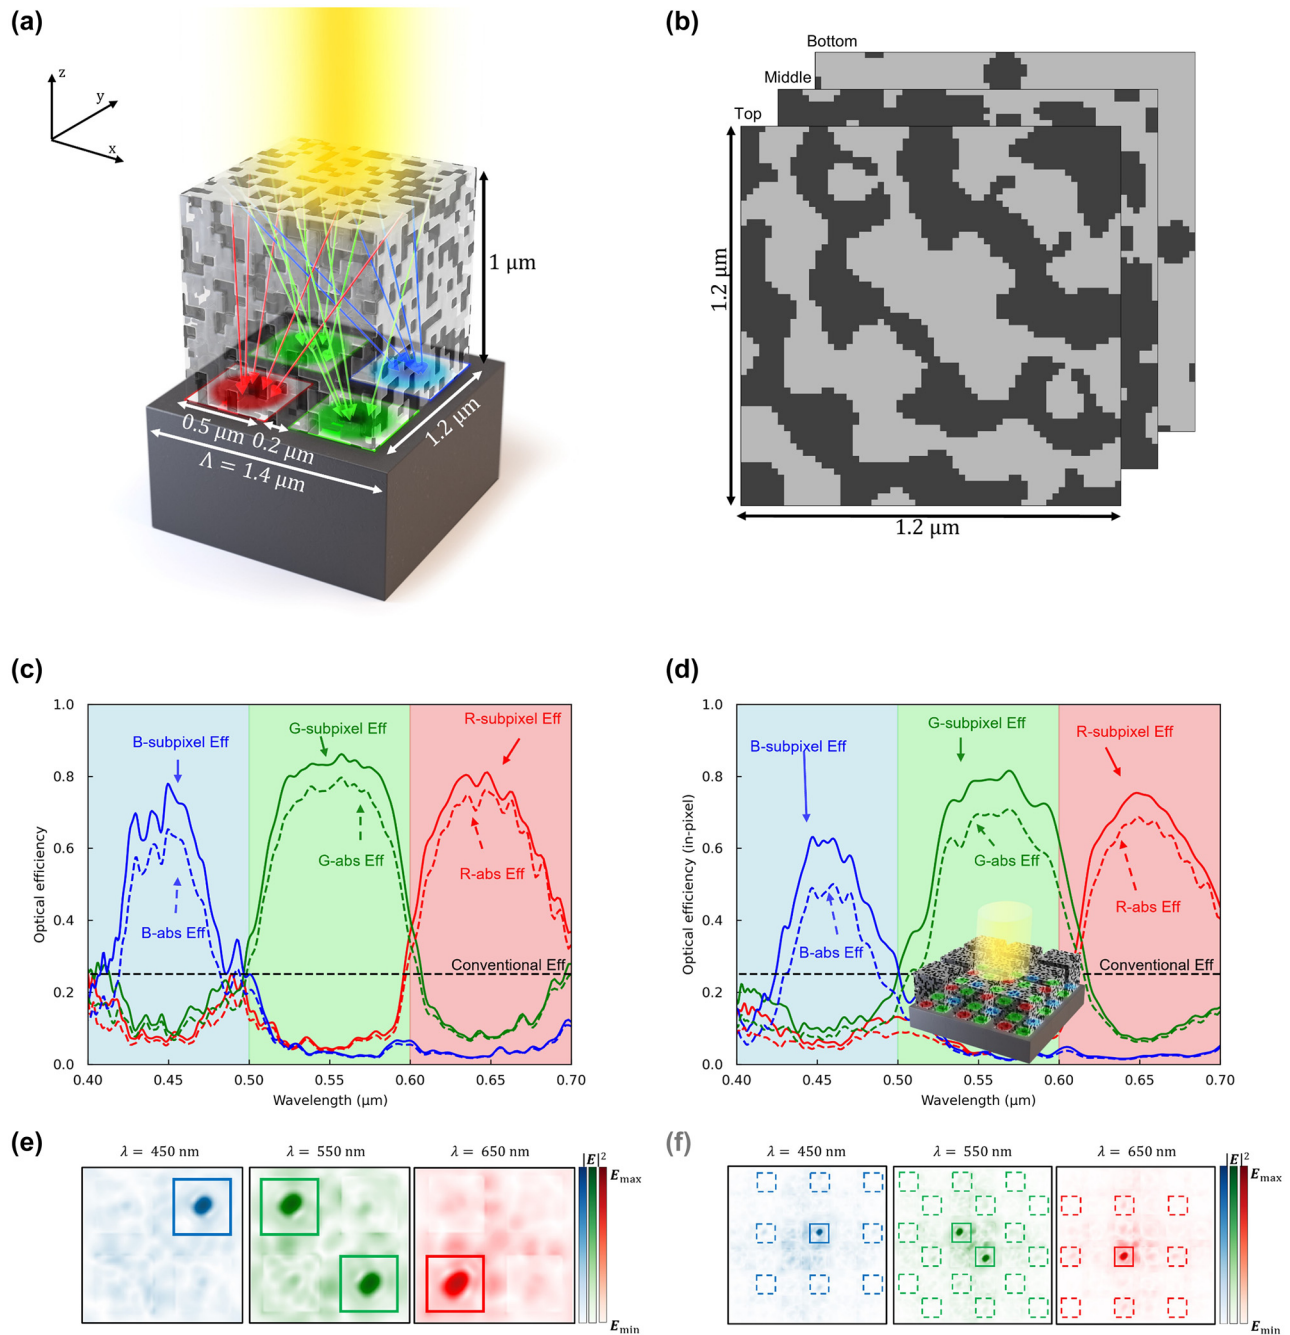 (a)
z
y
x
1 μm
0.5 μm
0.2 μm
1.2 μm
Λ = 1.4 μm
(b)
Bottom
Middle
Top
1.2 μm
1.2 μm
(c)
1.0
0.8
0.6
0.4
0.2
0.0
Optical efficiency
B-subpixel Eff
G-subpixel Eff
R-subpixel Eff
G-abs Eff
R-abs Eff
B-abs Eff
Conventional Eff
0.40
0.45
0.50
0.55
0.60
0.65
0.70
Wavelength (μm)
(d)
1.0
0.8
0.6
0.4
0.2
0.0
Optical efficiency (in-pixel)
B-subpixel Eff
G-subpixel Eff
R-subpixel Eff
G-abs Eff
R-abs Eff
B-abs Eff
Conventional Eff
0.40
0.45
0.50
0.55
0.60
0.65
0.70
Wavelength (μm)
(e)
λ = 450 nm
λ = 550 nm
λ = 650 nm
|E|²
Emax
Emin
(f)
λ = 450 nm
λ = 550 nm
λ = 650 nm
|E|²
Emax
Emin